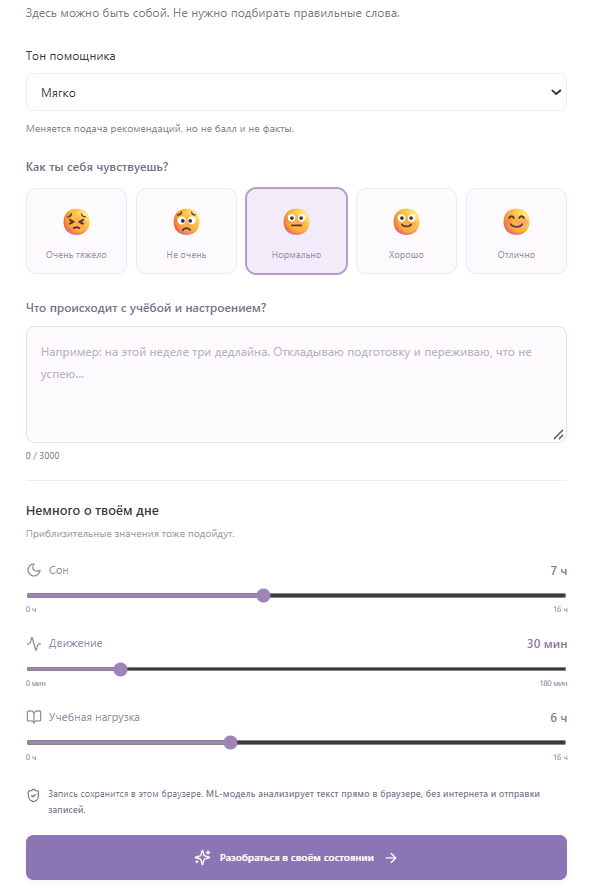 Здесь можно быть собой. Не нужно подбирать правильные слова.
Тон помощника
Мягко
Меняется подача рекомендаций, но не балл и не факты.
Как ты себя чувствуешь?
Очень тяжело
Не очень
Нормально
Хорошо
Отлично
Что происходит с учёбой и настроением?
Например: на этой неделе три дедлайна. Откладываю подготовку и переживаю, что не
успею...
0 / 3000
Немного о твоём дне
Приблизительные значения тоже подойдут.
Сон 7 ч
0 ч 16 ч
Движение 30 мин
0 мин 180 мин
Учебная нагрузка 6 ч
0 ч 16 ч
Запись сохранится в этом браузере. ML-модель анализирует текст прямо в браузере, без интернета и отправки
записей.
Разобраться в своём состоянии